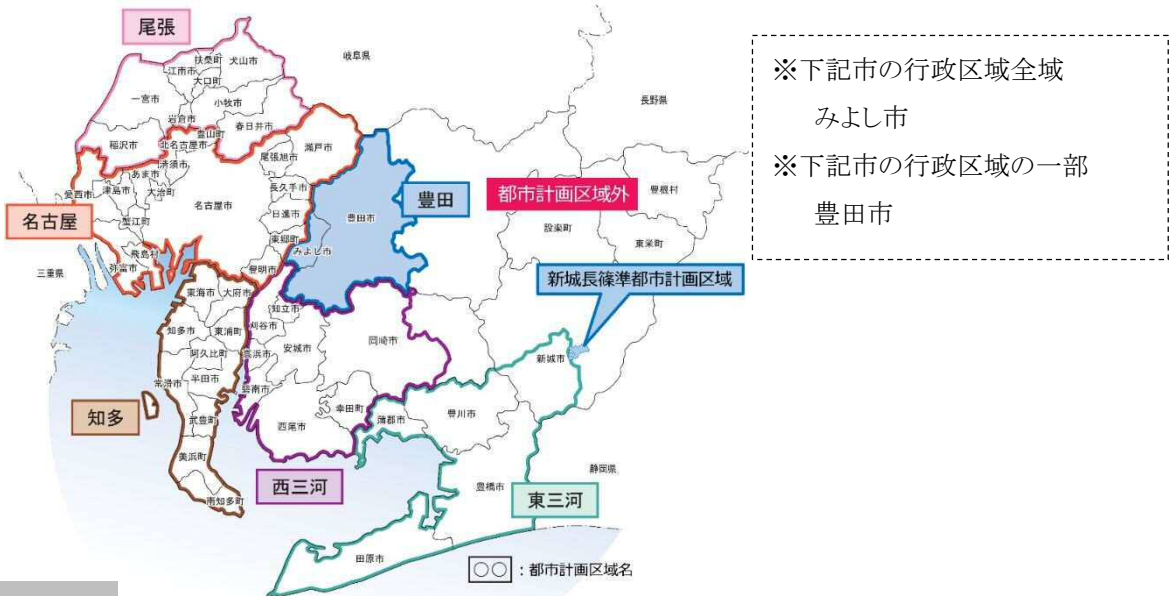 尾張
岐阜県
扶桑町
犬山市
江南市
大口町
一宮市
小牧市
岩倉市
豊山町
春日井市
稲沢市
北名古屋市
清須市
瀬戸市
尾張旭市
あま市
愛西市
津島市
大治町
長久手市
名古屋市
日進市
名古屋
蟹江町
東郷町
みよし市
飛島村
弥富市
豊明市
三重県
豊田
豊田市
長野県
都市計画区域外
豊根村
設楽町
東栄町
新城長篠準都市計画区域
東海市
大府市
知立市
刈谷市
知多市
東浦町
岡崎市
安城市
高浜市
阿久比町
新城市
常滑市
半田市
碧南市
知多
武豊町
幸田町
蒲郡市
豊川市
西尾市
美浜町
静岡県
西三河
豊橋市
東三河
南知多町
田原市
○○:都市計画区域名
※下記市の行政区域全域
みよし市
※下記市の行政区域の一部
豊田市